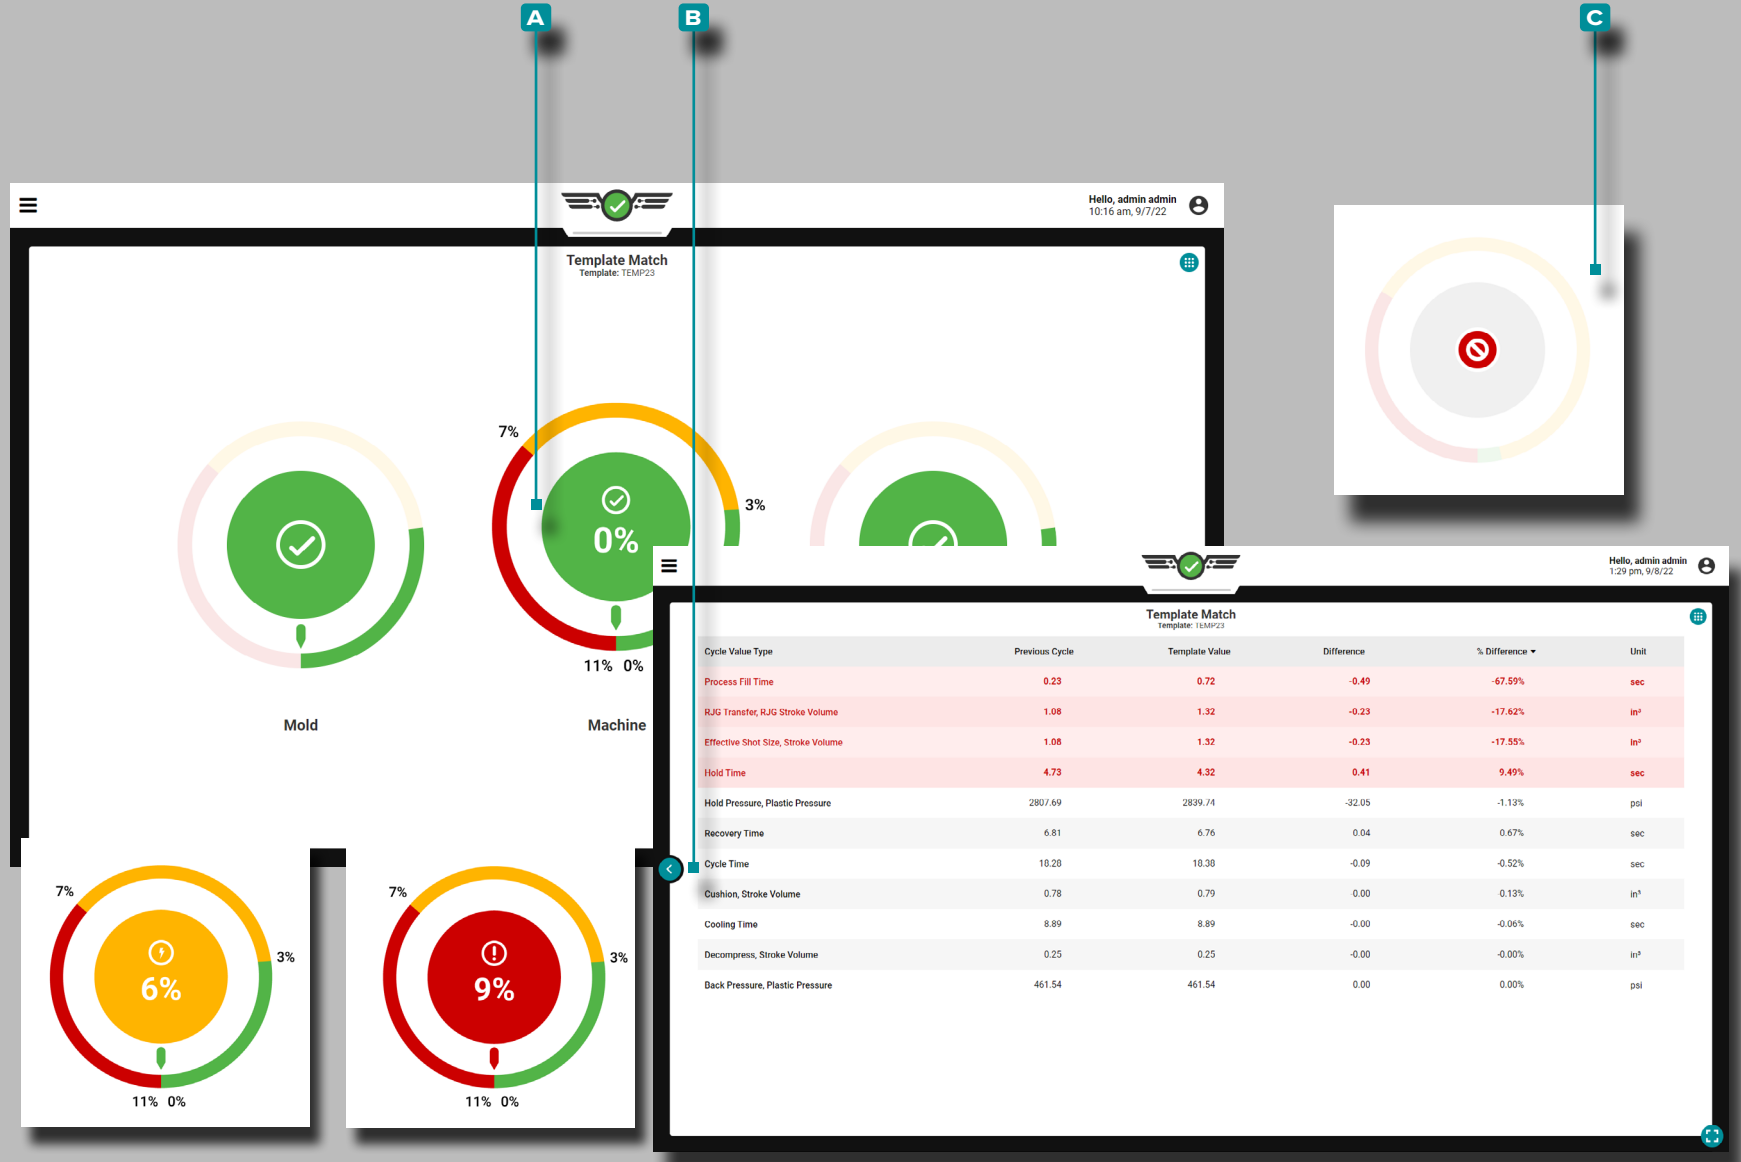 A
B
C
Hello, admin admin
10:16 am, 9/7/22
Template Match
Template: TEMP23
7%
3%
0%
11% 0%
Mold
Machine
Hello, admin admin
1:29 pm, 9/8/22
Template Match
Template: TEMP23
Cycle Value Type Previous Cycle Template Value Difference % Difference Unit
Process Fill Time 0.23 0.72 -0.49 -67.59% sec
RJG Transfer, RJG Stroke Volume 1.08 1.32 -0.23 -17.62% in³
Effective Shot Size, Stroke Volume 1.08 1.32 -0.23 -17.55% in³
Hold Time 4.73 4.32 0.41 9.49% sec
Hold Pressure, Plastic Pressure 2807.69 2839.74 -32.05 -1.13% psi
Recovery Time 6.81 6.76 0.04 0.67% sec
Cycle Time 18.28 18.38 -0.09 -0.52% sec
Cushion, Stroke Volume 0.78 0.79 -0.00 -0.13% in³
Cooling Time 8.89 8.89 -0.00 -0.06% sec
Decompress, Stroke Volume 0.25 0.25 -0.00 -0.00% in³
Back Pressure, Plastic Pressure 461.54 461.54 0.00 0.00% psi
7%
3%
6%
11% 0%
7%
3%
9%
11% 0%